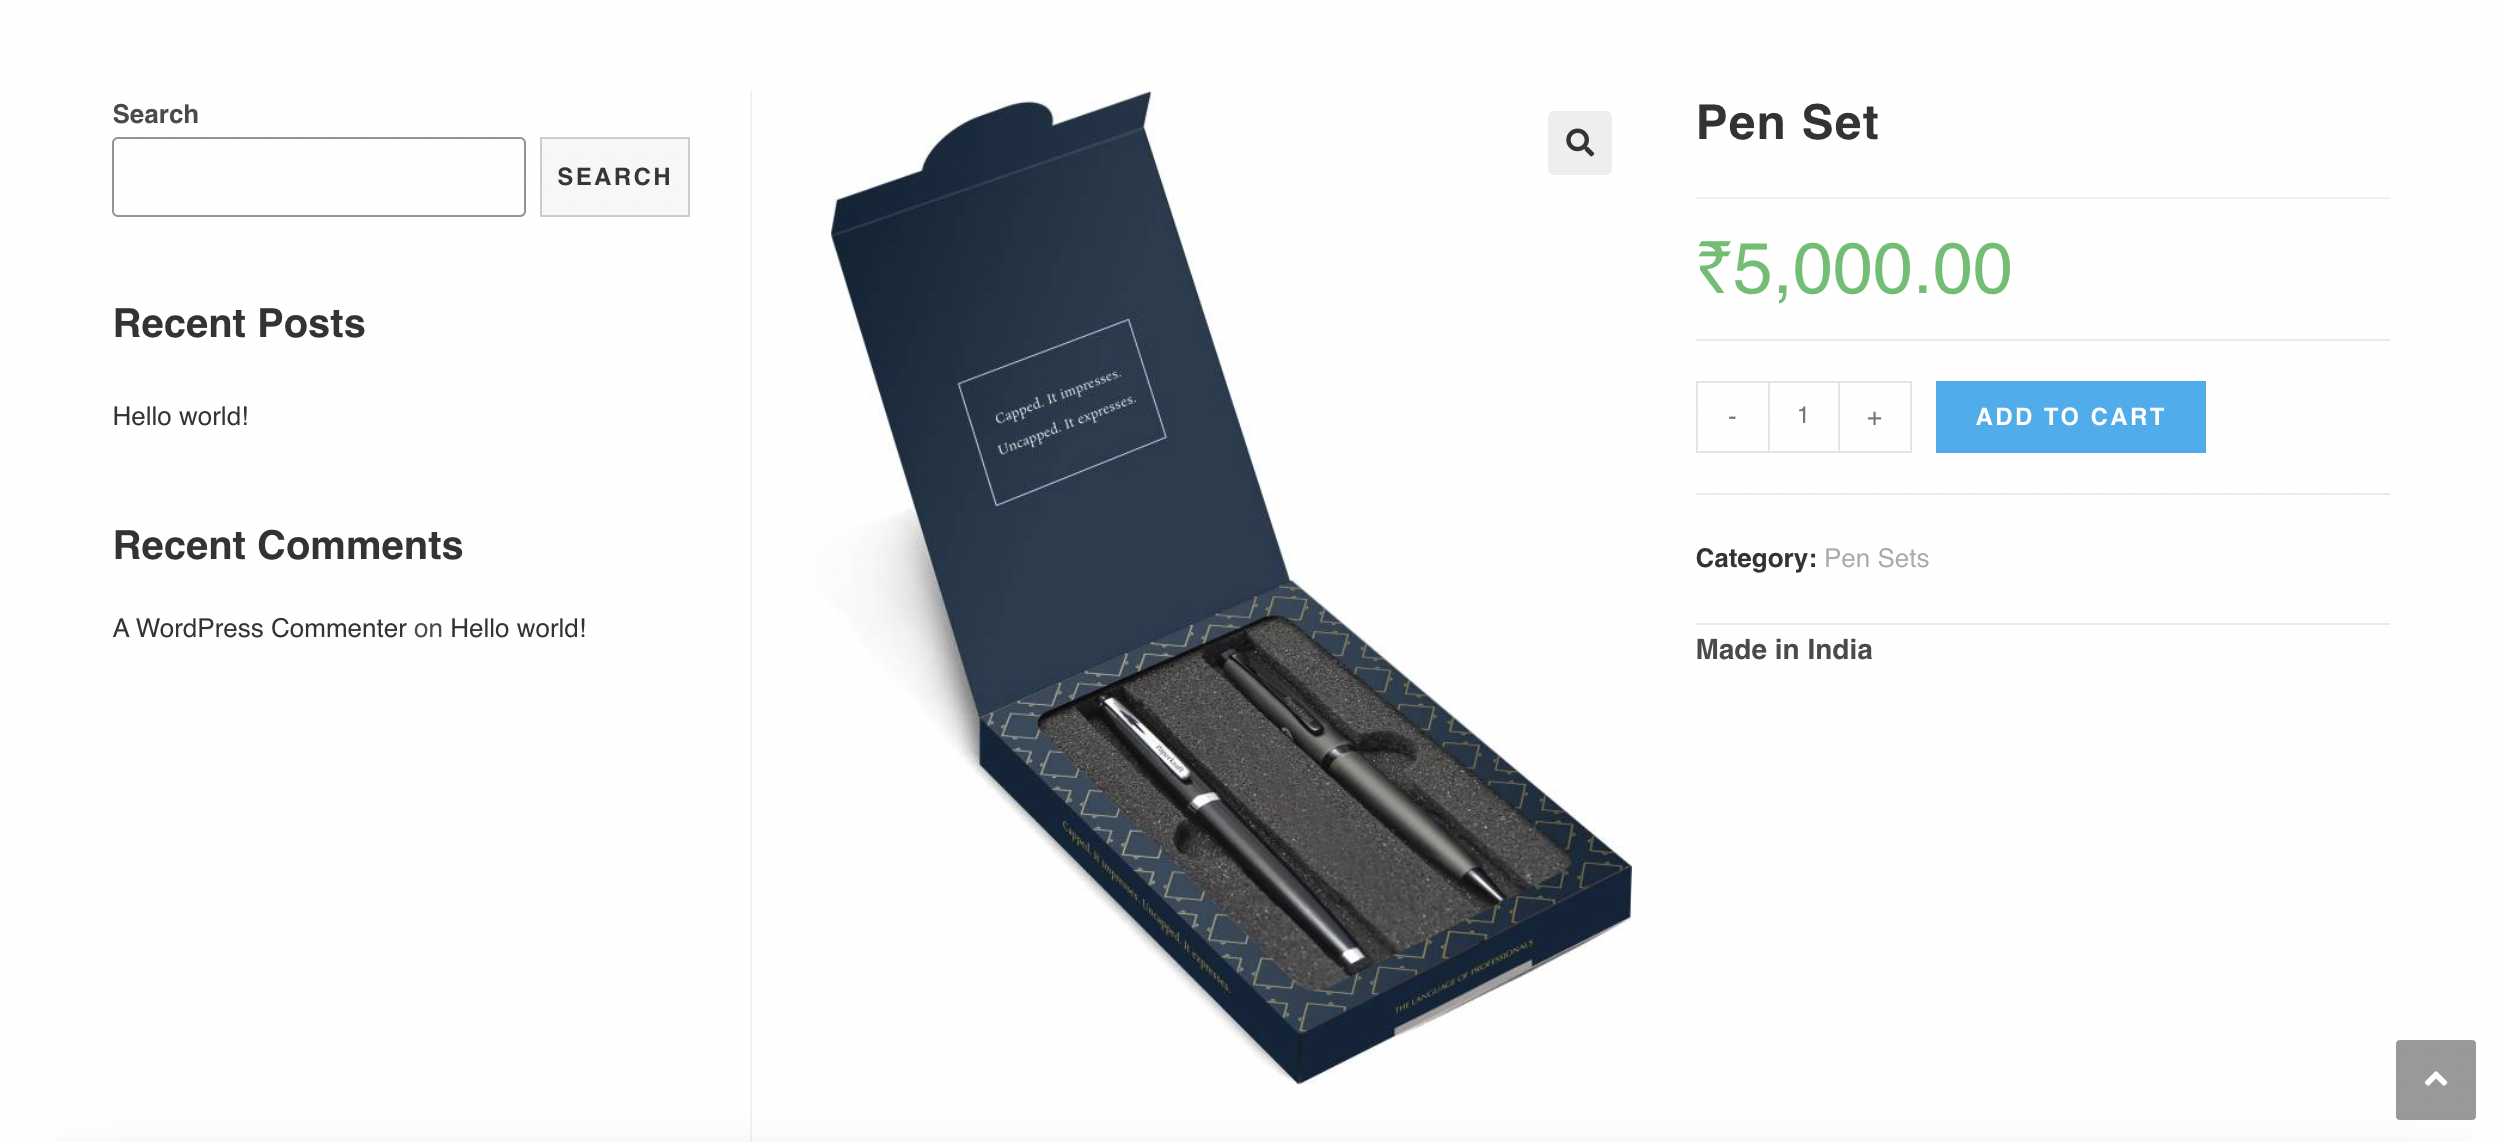 Search
SEARCH
Recent Posts
Hello world!
Recent Comments
A WordPress Commenter on Hello world!
Capped. It impresses.
Uncapped. It expresses.
Paperkraft
Capped. It impresses. Uncapped. It expresses.
THE LANGUAGE OF PROFESSIONALS
Pen Set
₹5,000.00
- 1 +
ADD TO CART
Category: Pen Sets
Made in India